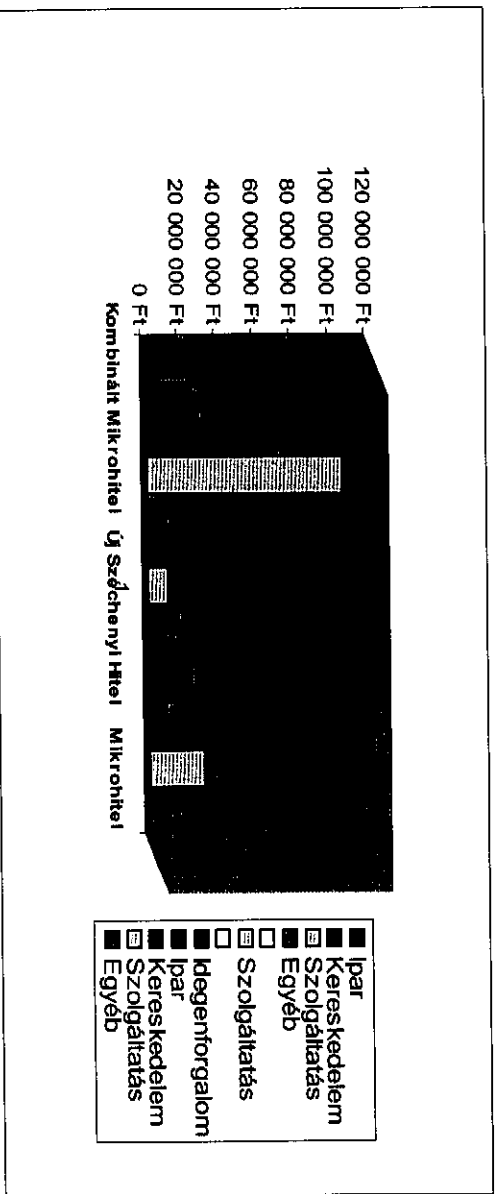 120 000 000 Ft
100 000 000 Ft
80 000 000 Ft
60 000 000 Ft
40 000 000 Ft
20 000 000 Ft
0 Ft
1
Kombinált Mikrohitel Új Széchenyi Hitel Mikrohitel
Ipar
Kereskedelem
Szolgáltatás
Egyéb
Szolgáltatás
Idegenforgalom
Ipar
Kereskedelem
Szolgáltatás
Egyéb